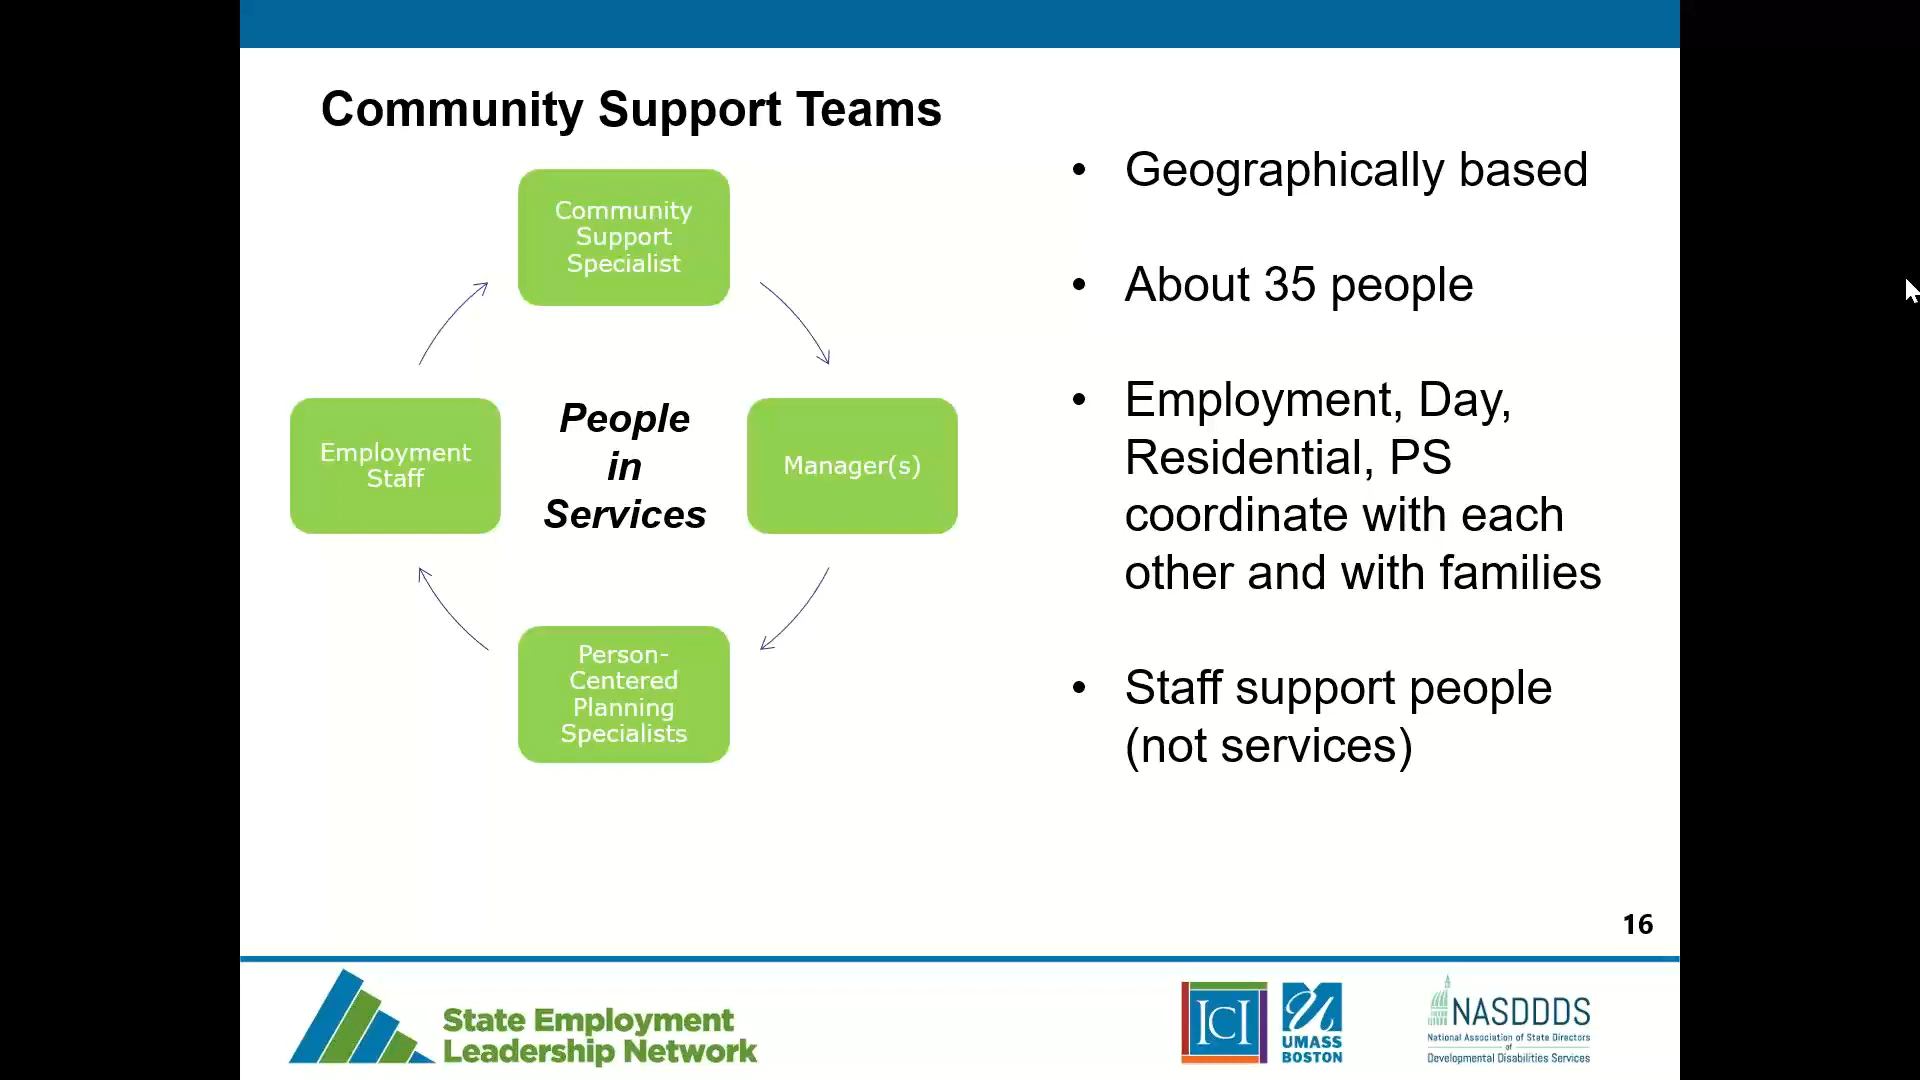 Community Support Teams
Community
Support
Specialist
Employment
Staff
People
in
Services
Manager(s)
Person-
Centered
Planning
Specialists
• Geographically based
• About 35 people
• Employment, Day,
Residential, PS
coordinate with each
other and with families
• Staff support people
(not services)
16
State Employment
Leadership Network
ICI
UMASS
BOSTON
NASDDDS
National Association of State Directors
of
Developmental Disabilities Services